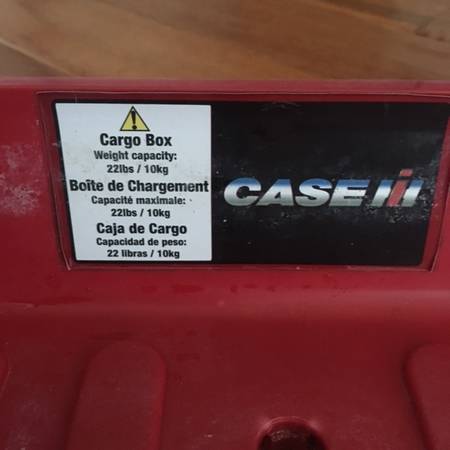 Cargo Box
Weight capacity:
22lbs / 10kg
Boîte de Chargement
Capacité maximale:
22lbs / 10kg
Caja de Cargo
Capacidad de peso:
22 libras / 10kg
CASE IH